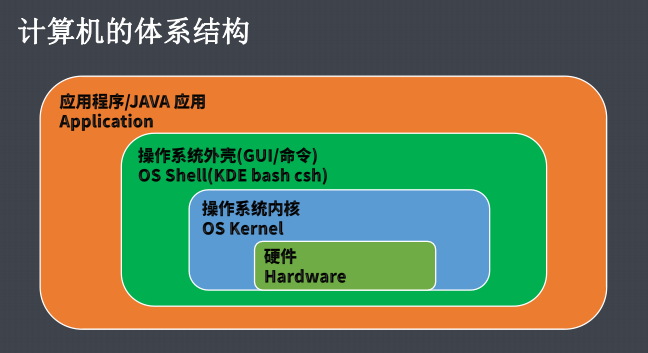 计算机的体系结构
应用程序/JAVA 应用
Application
操作系统外壳(GUI/命令)
OS Shell(KDE bash csh)
操作系统内核
OS Kernel
硬件
Hardware